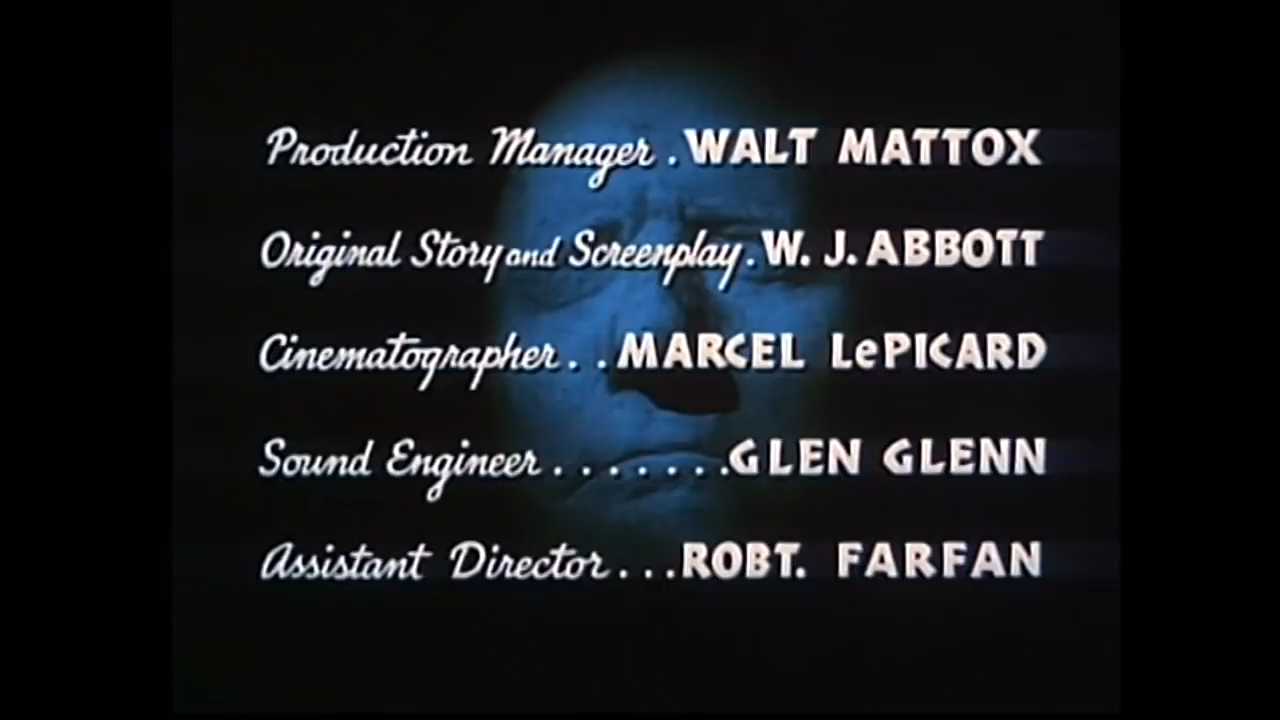 Production Manager . WALT MATTOX
Original Story and Screenplay . W. J. ABBOTT
Cinematographer . . MARCEL LePICARD
Sound Engineer . . . . . . . GLEN GLENN
Assistant Director . . . ROBT. FARFAN